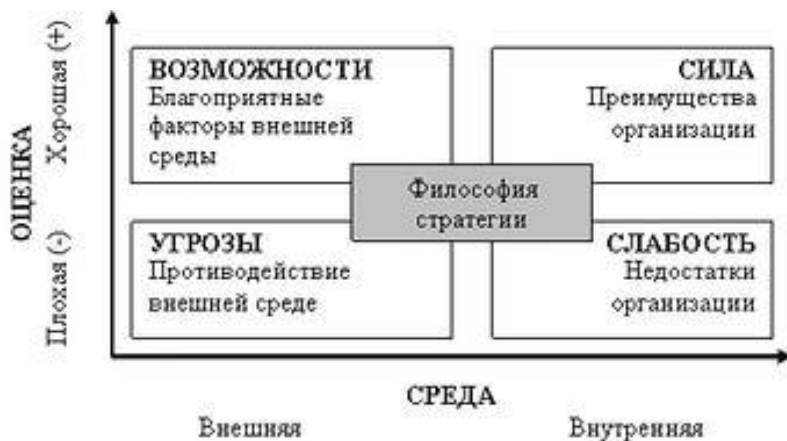 ОЦЕНКА
Хорошая (+)
Плохая (-)
ВОЗМОЖНОСТИ
Благоприятные
факторы внешней
среды
СИЛА
Преимущества
организации
Философия
стратегии
УГРОЗЫ
Противодействие
внешней среде
СЛАБОСТЬ
Недостатки
организации
СРЕДА
Внешняя
Внутренняя